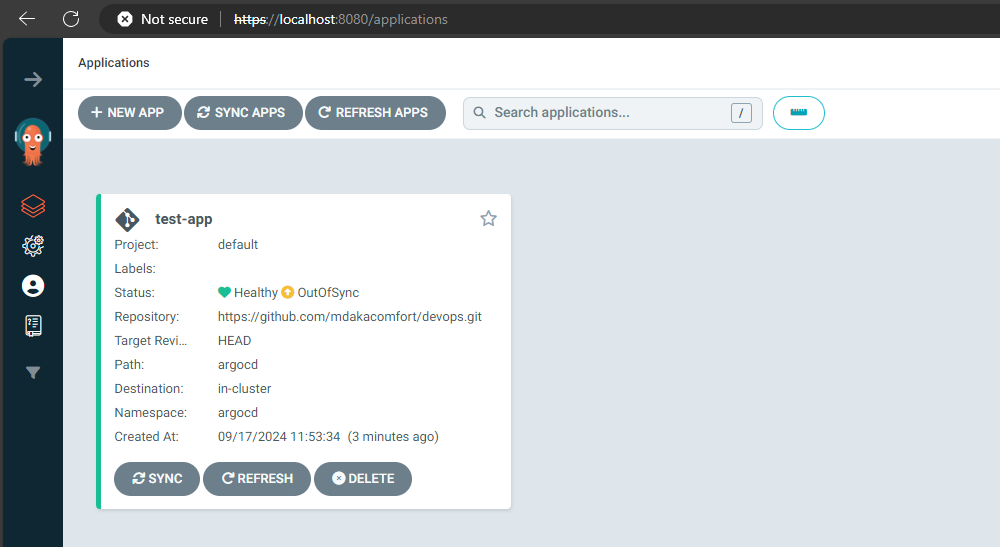 Not secure https://localhost:8080/applications
Applications
NEW APP SYNC APPS REFRESH APPS Search applications... /
test-app
Project: default
Labels:
Status: Healthy OutOfSync
Repository: https://github.com/mdakacomfort/devops.git
Target Revi... HEAD
Path: argocd
Destination: in-cluster
Namespace: argocd
Created At: 09/17/2024 11:53:34 (3 minutes ago)
SYNC REFRESH DELETE